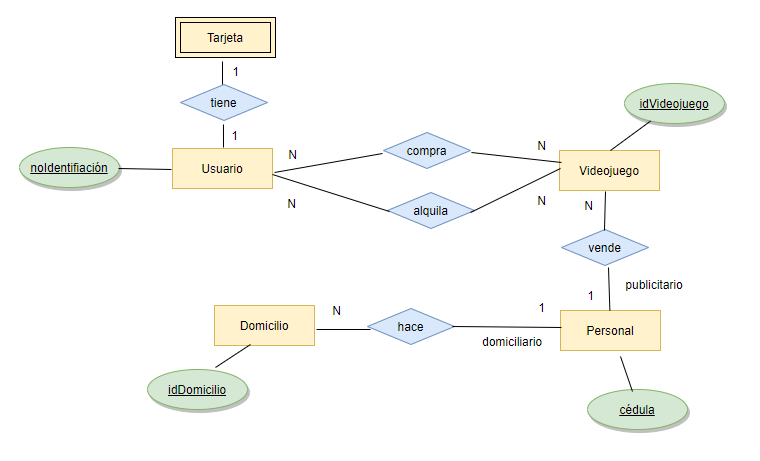 Tarjeta
1
tiene
1
idVideojuego
noIdentifiación
Usuario
N
compra
N
Videojuego
N
alquila
N
N
vende
publicitario
1
Domicilio
N
hace
1
domiciliario
Personal
idDomicilio
cédula